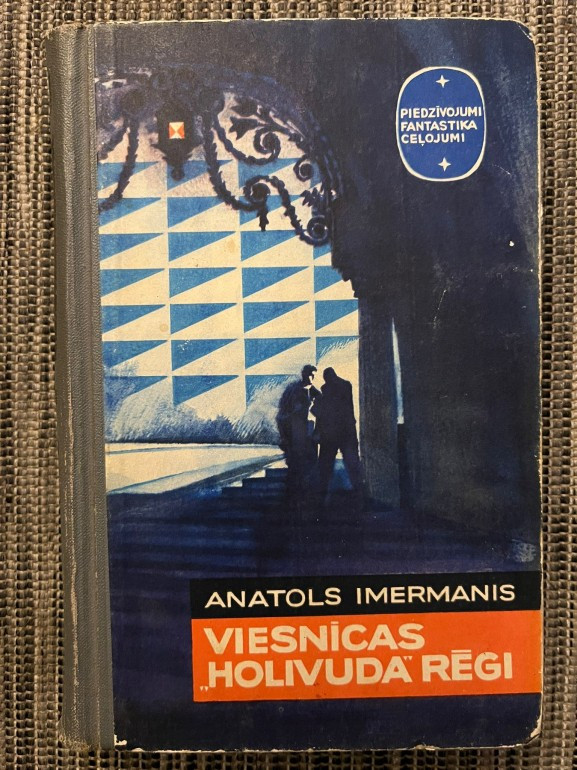 PIEDZĪVOJUMI
FANTASTIKA
CEĻOJUMI
ANATOLS IMERMANIS
VIESNĪCAS
„HOLIVUDA” RĒGI